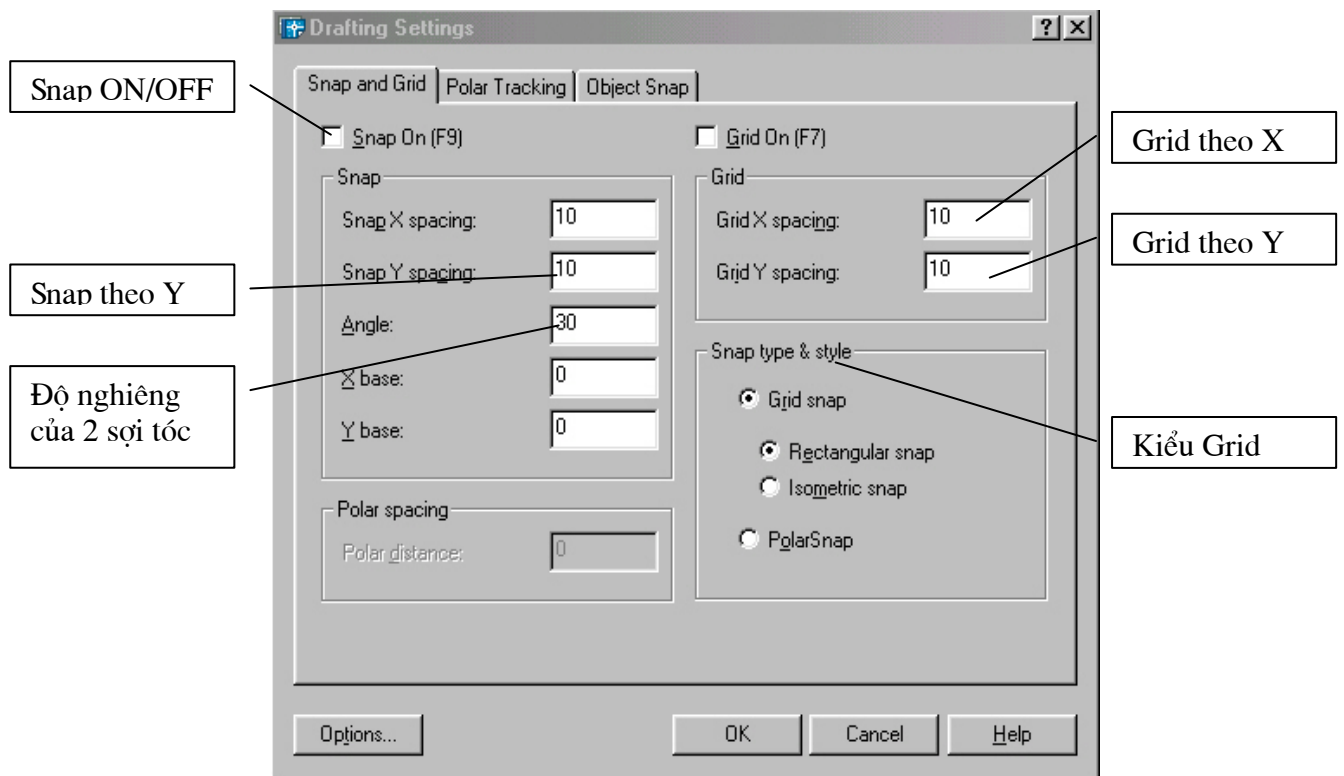 Drafting Settings
Snap and Grid
Polar Tracking
Object Snap
Snap ON/OFF
Snap On (F9)
Grid On (F7)
Grid theo X
Snap
Grid
Snap X spacing:
10
Grid X spacing:
10
Grid theo Y
Snap theo Y
Snap Y spacing:
10
Grid Y spacing:
10
Angle:
30
Snap type & style
Độ nghiêng
của 2 sợi tóc
X base:
0
Grid snap
Y base:
0
Rectangular snap
Kiểu Grid
Isometric snap
Polar spacing
Polar distance:
0
PolarSnap
Options...
OK
Cancel
Help